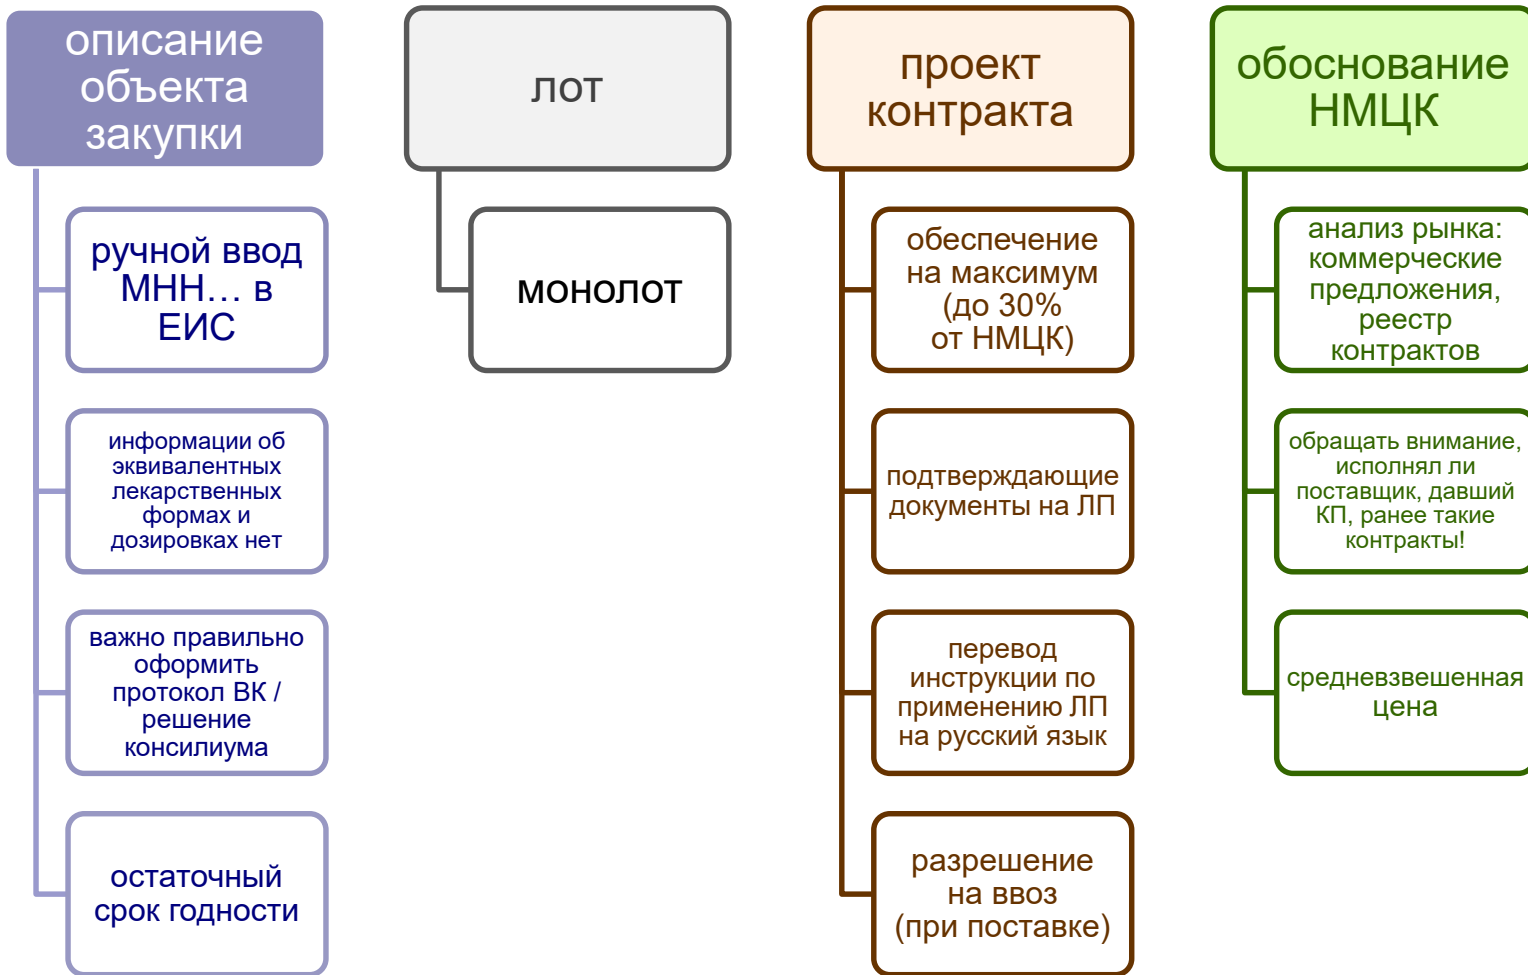 описание
объекта
закупки
ручной ввод
МНН… в
ЕИС
информации об
эквивалентных
лекарственных
формах и
дозировках нет
важно правильно
оформить
протокол ВК /
решение
консилиума
остаточный
срок годности
лот
монолот
проект
контракта
обеспечение
на максимум
(до 30%
от НМЦК)
подтверждающие
документы на ЛП
перевод
инструкции по
применению ЛП
на русский язык
разрешение
на ввоз
(при поставке)
обоснование
НМЦК
анализ рынка:
коммерческие
предложения,
реестр
контрактов
обращать внимание,
исполнял ли
поставщик, давший
КП, ранее такие
контракты!
средневзвешенная
цена